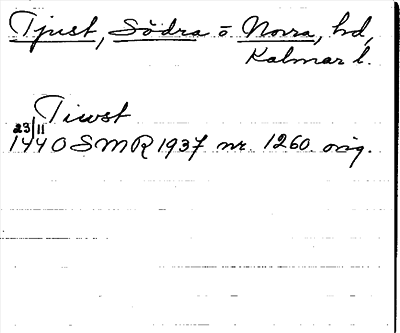 Tjust, Södra o Norra, hd,
Kalmar l.
Tiwst
23/11
1440 SMR 1937 nr. 1260. orig.